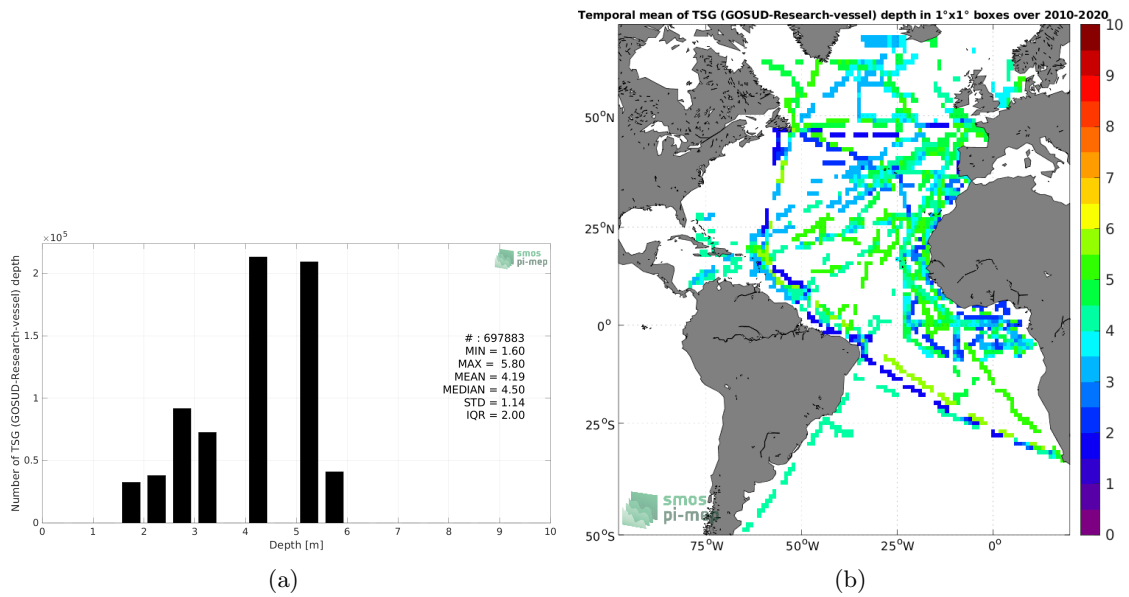 ×10⁵
2
1.5
1
0.5
0
Number of TSG (GOSUD-Research-vessel) depth
0 1 2 3 4 5 6 7 8 9 10
Depth [m]
smos
pi-mep
# : 697883
MIN = 1.60
MAX = 5.80
MEAN = 4.19
MEDIAN = 4.50
STD = 1.14
IQR = 2.00
(a)
Temporal mean of TSG (GOSUD-Research-vessel) depth in 1°x1° boxes over 2010-2020
50°N
25°N
0°
25°S
50°S
75°W 50°W 25°W 0°
smos
pi-mep
10
9
8
7
6
5
4
3
2
1
0
(b)